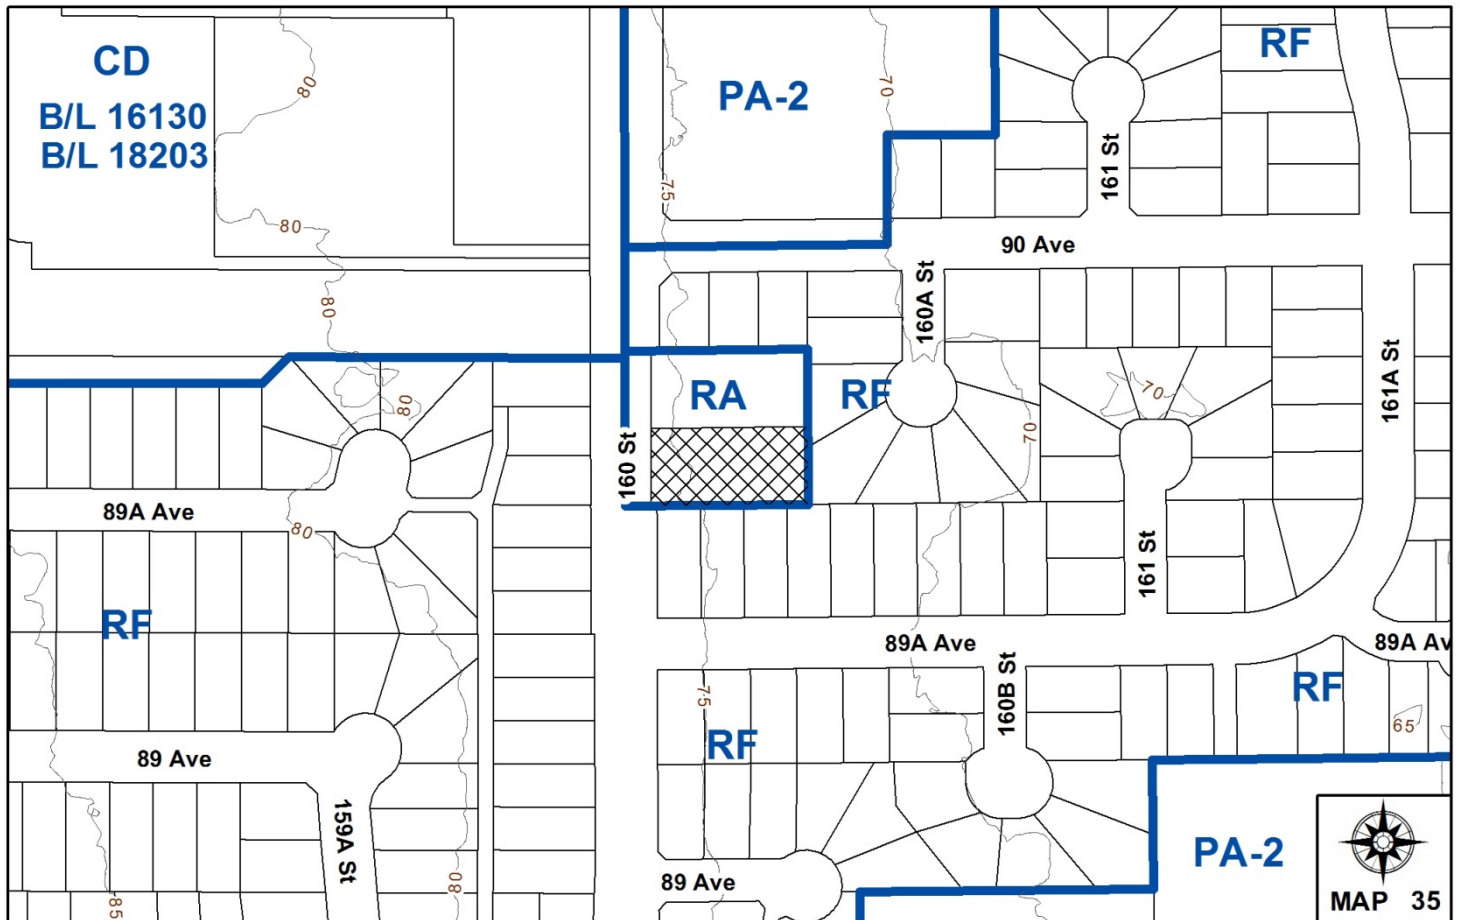 CD
B/L 16130
B/L 18203
80
80
80
PA-2
70
75
RF
161 St
90 Ave
160A St
RA
RF
160 St
80
70
70
161A St
89A Ave
80
161 St
RF
89A Ave
89A Av
160B St
RF
75
RF
65
89 Ave
159A St
80
85
89 Ave
PA-2
MAP 35